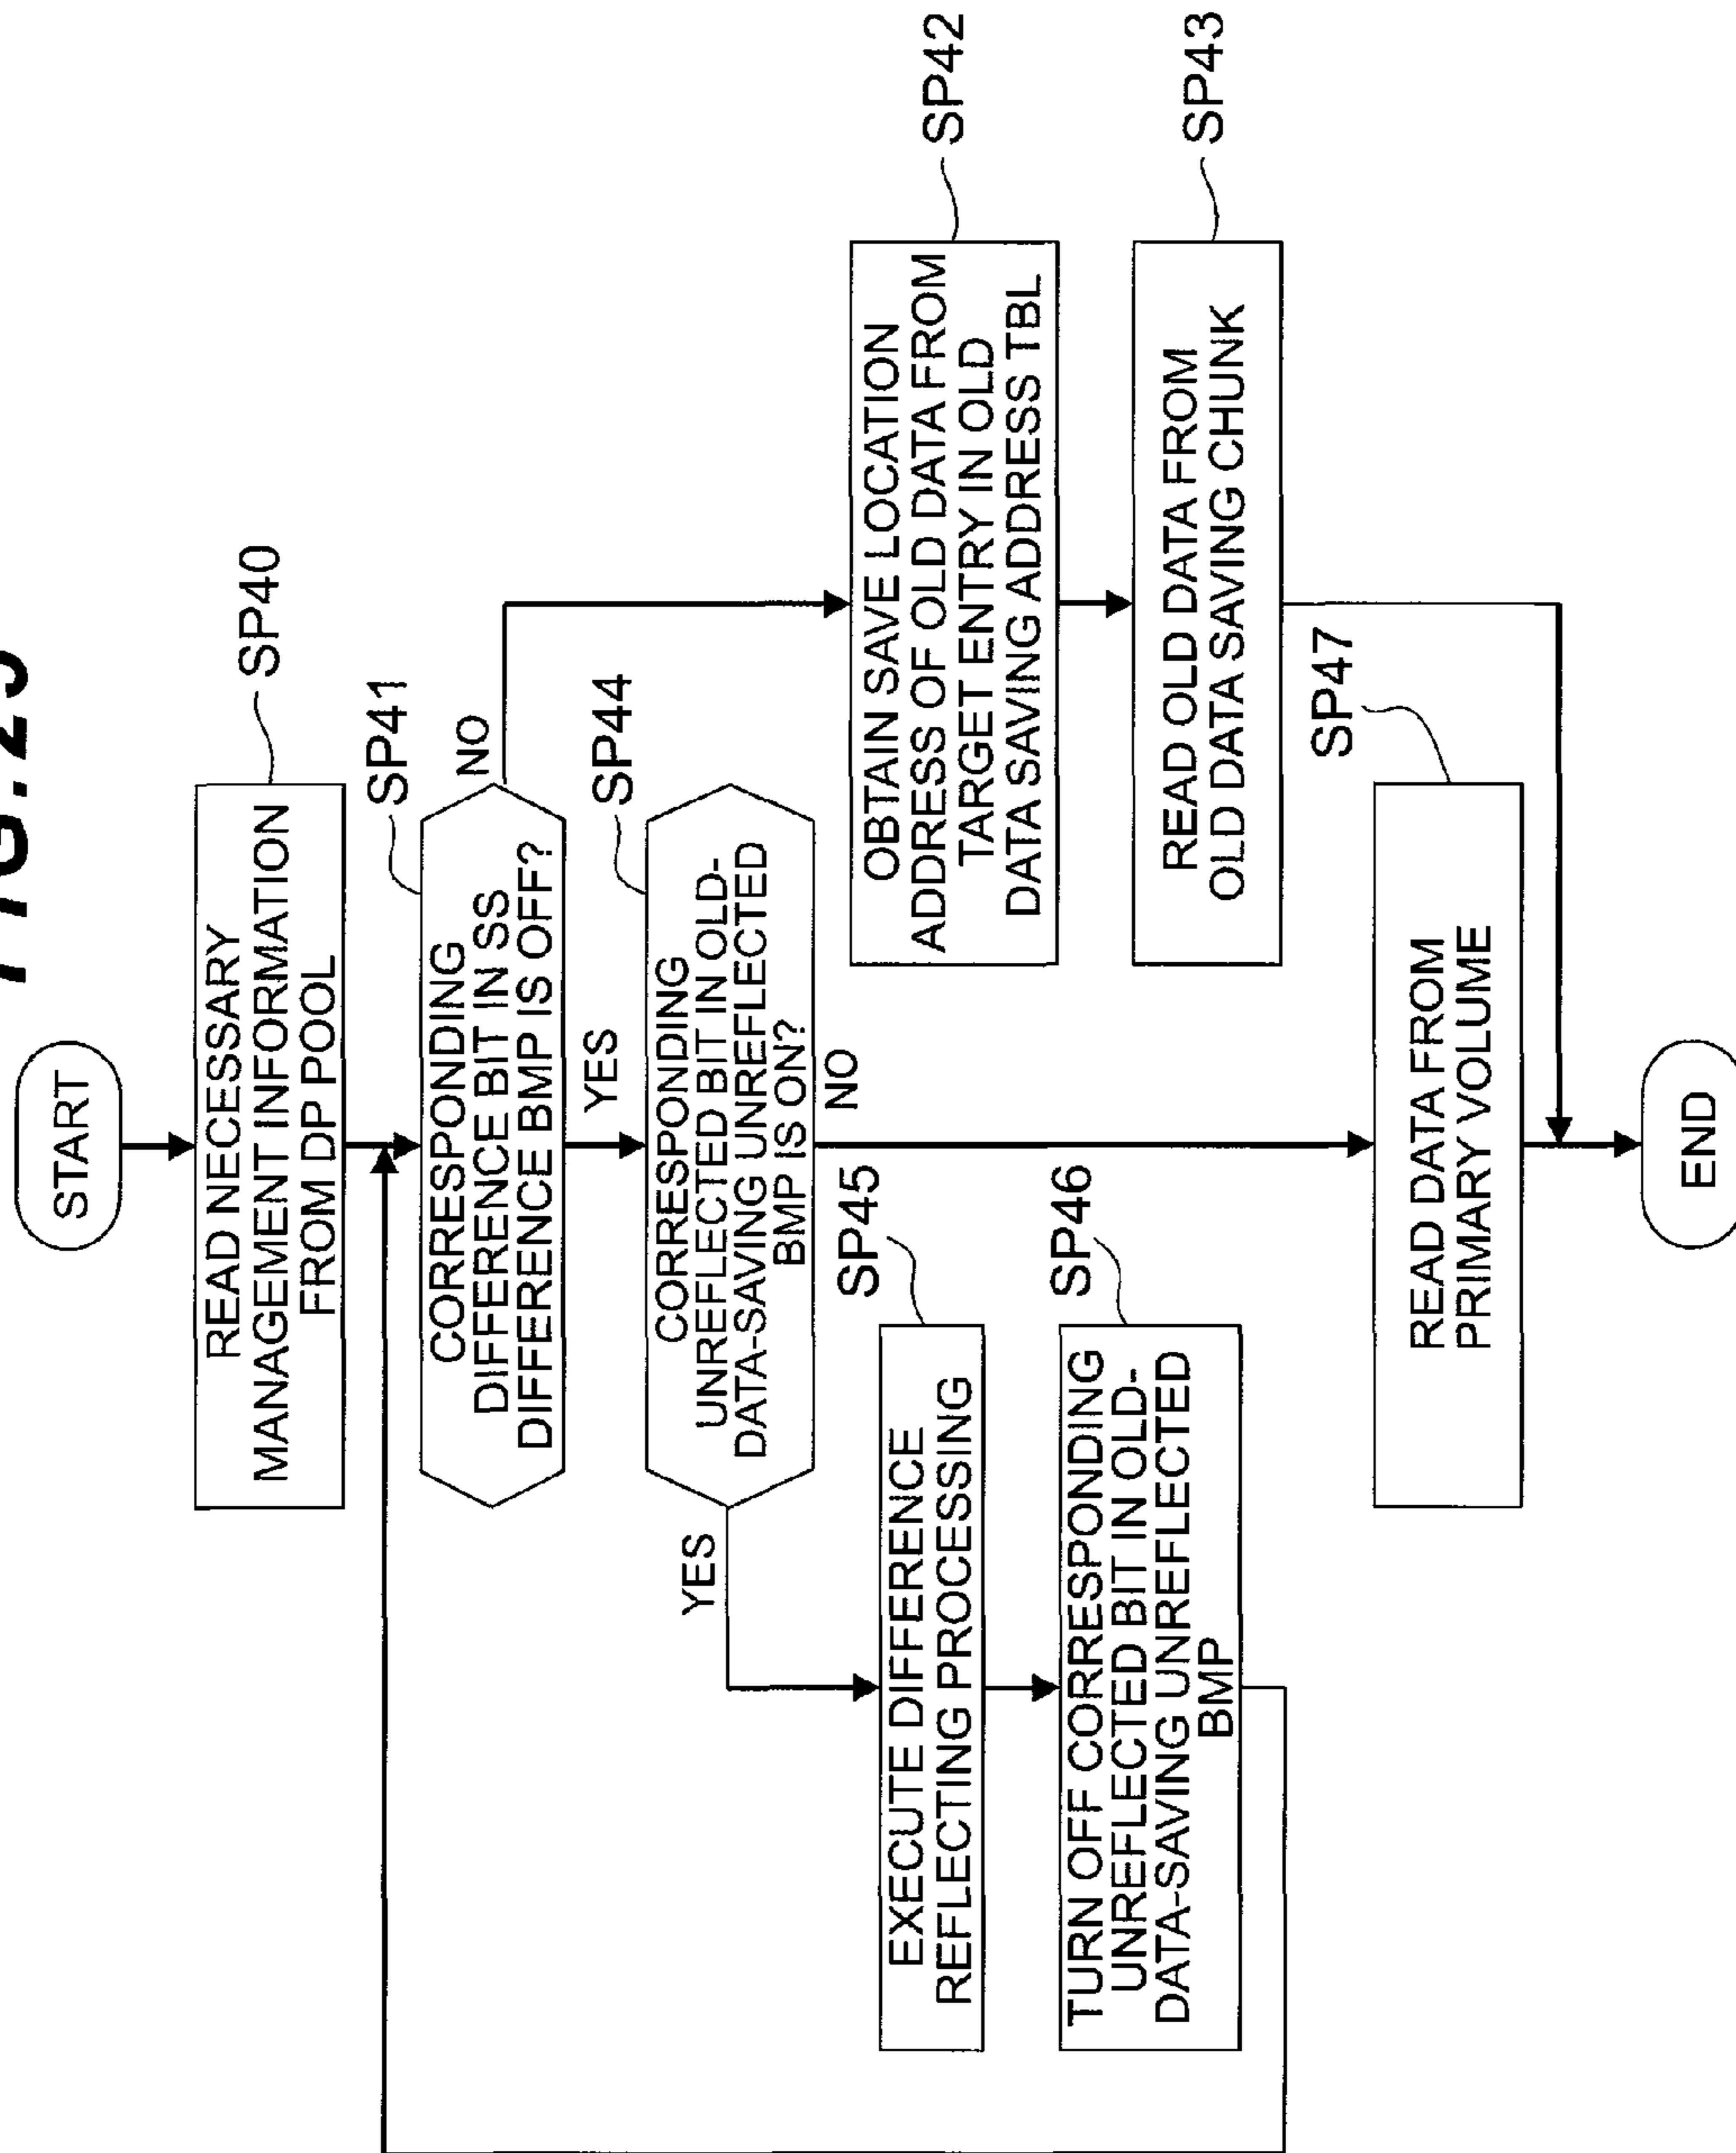 START
READ NECESSARY
MANAGEMENT INFORMATION
FROM DP POOL
SP40
CORRESPONDING
DIFFERENCE BIT IN SS
DIFFERENCE BMP IS OFF?
SP41
NO
YES
CORRESPONDING
UNREFLECTED BIT IN OLD-
DATA-SAVING UNREFLECTED
BMP IS ON?
SP44
YES
NO
OBTAIN SAVE LOCATION
ADDRESS OF OLD DATA FROM
TARGET ENTRY IN OLD
DATA SAVING ADDRESS TBL
SP42
READ OLD DATA FROM
OLD DATA SAVING CHUNK
SP43
EXECUTE DIFFERENCE
REFLECTING PROCESSING
SP45
TURN OFF CORRESPONDING
UNREFLECTED BIT IN OLD-
DATA-SAVING UNREFLECTED
BMP
SP46
READ DATA FROM
PRIMARY VOLUME
SP47
END